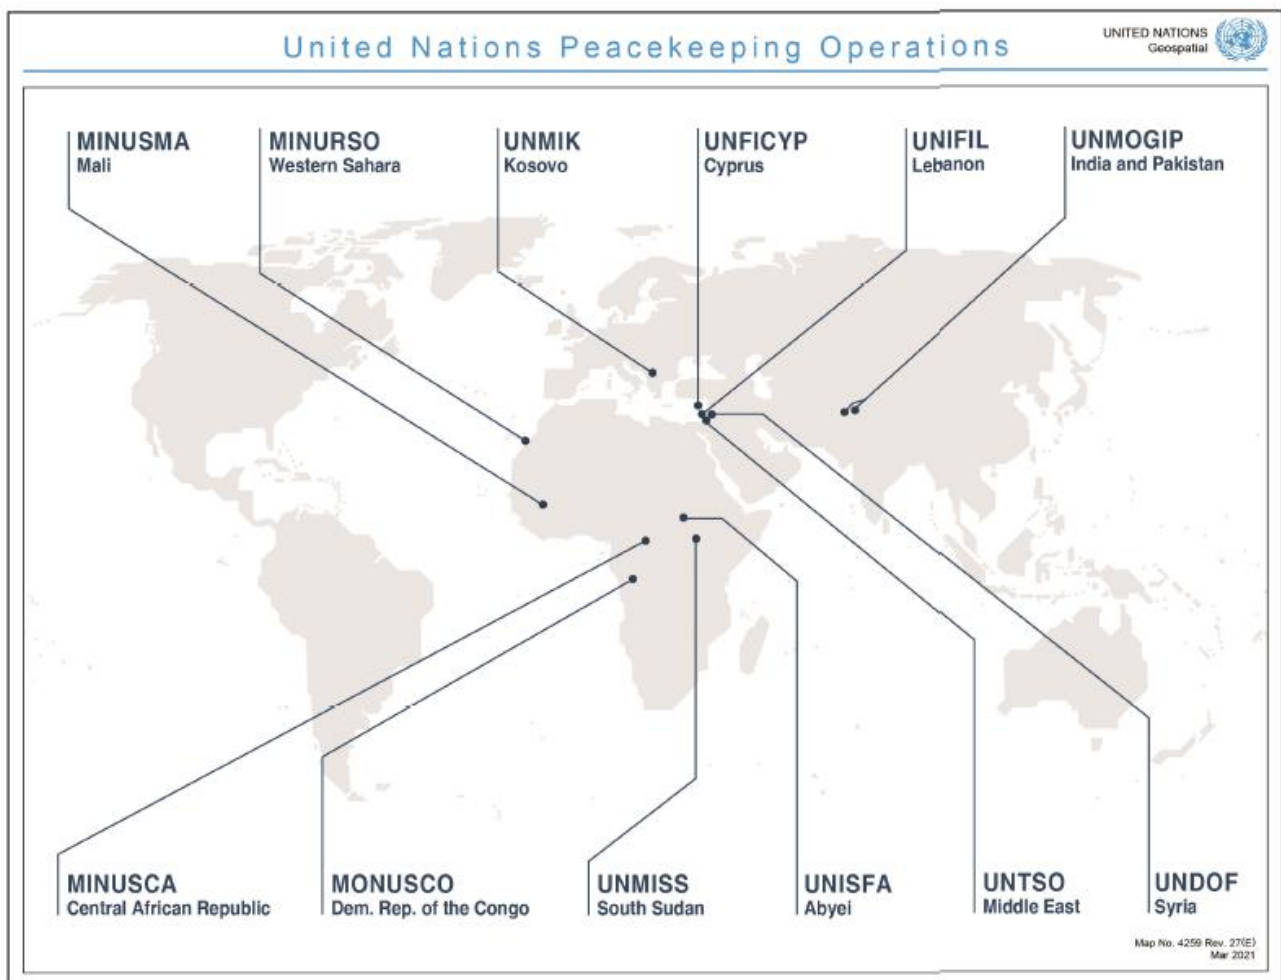 United Nations Peacekeeping Operations
UNITED NATIONS
Geospatial
MINUSMA
Mali
MINURSO
Western Sahara
UNMIK
Kosovo
UNFICYP
Cyprus
UNIFIL
Lebanon
UNMOGIP
India and Pakistan
MINUSCA
Central African Republic
MONUSCO
Dem. Rep. of the Congo
UNMISS
South Sudan
UNISFA
Abyei
UNTSO
Middle East
UNDOF
Syria
Map No. 4259 Rev. 27(E)
Mar 2021